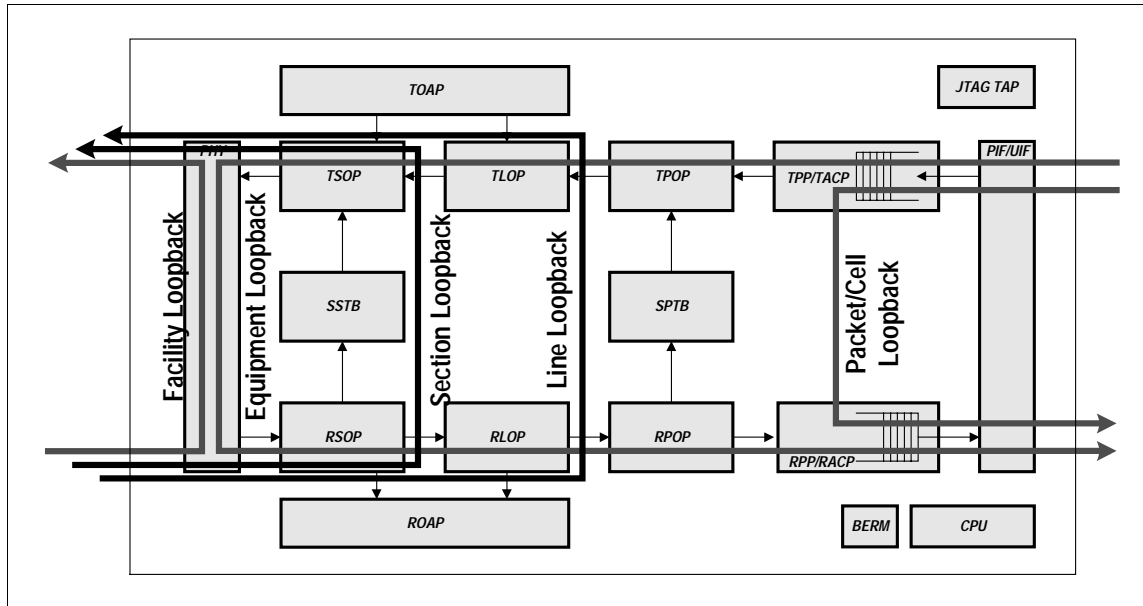 TOAP
JTAG TAP
PHY
TSOP
TLOP
TPOP
TPP/TACP
PIF/UIF
Facility Loopback
Equipment Loopback
SSTB
Section Loopback
Line Loopback
SPTB
Packet/Cell
Loopback
RSOP
RLOP
RPOP
RPP/RACP
ROAP
BERM
CPU